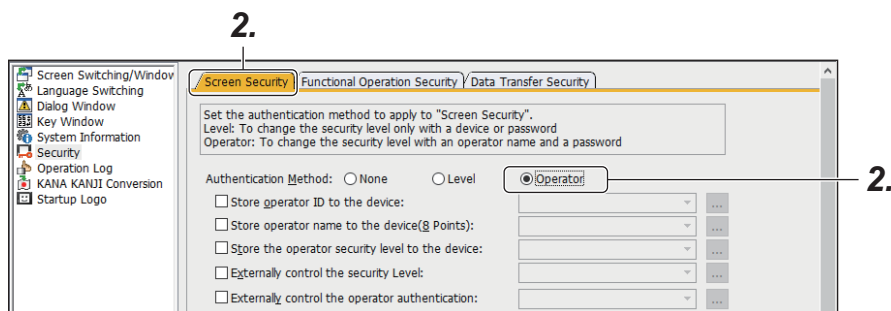 2.
Screen Switching/Window
Language Switching
Dialog Window
Key Window
System Information
Security
Operation Log
KANA KANJI Conversion
Startup Logo
Screen Security Functional Operation Security Data Transfer Security
Set the authentication method to apply to "Screen Security".
Level: To change the security level only with a device or password
Operator: To change the security level with an operator name and a password
Authentication Method: None Level Operator
2.
Store operator ID to the device: ...
Store operator name to the device(8 Points): ...
Store the operator security level to the device: ...
Externally control the security Level: ...
Externally control the operator authentication: ...